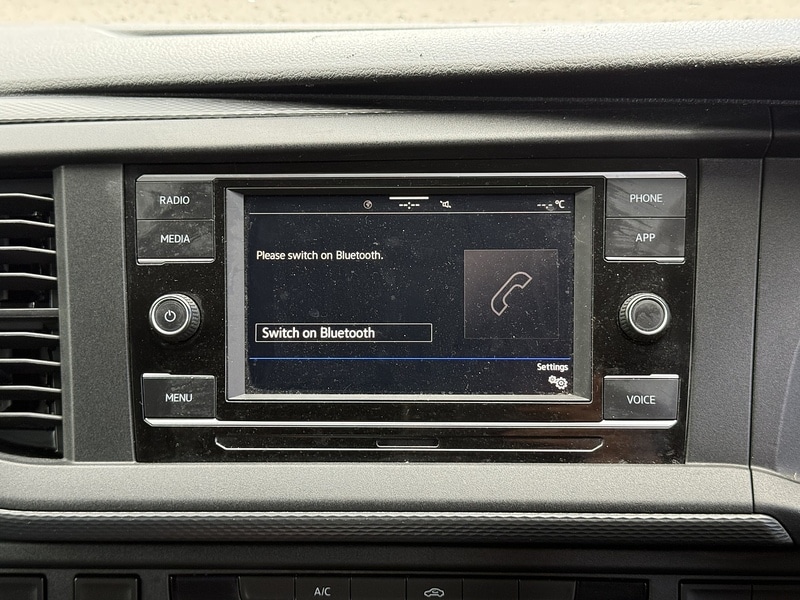 RADIO
MEDIA
MENU
--:--
--,- °C
Please switch on Bluetooth.
Switch on Bluetooth
Settings
PHONE
APP
VOICE
A/C